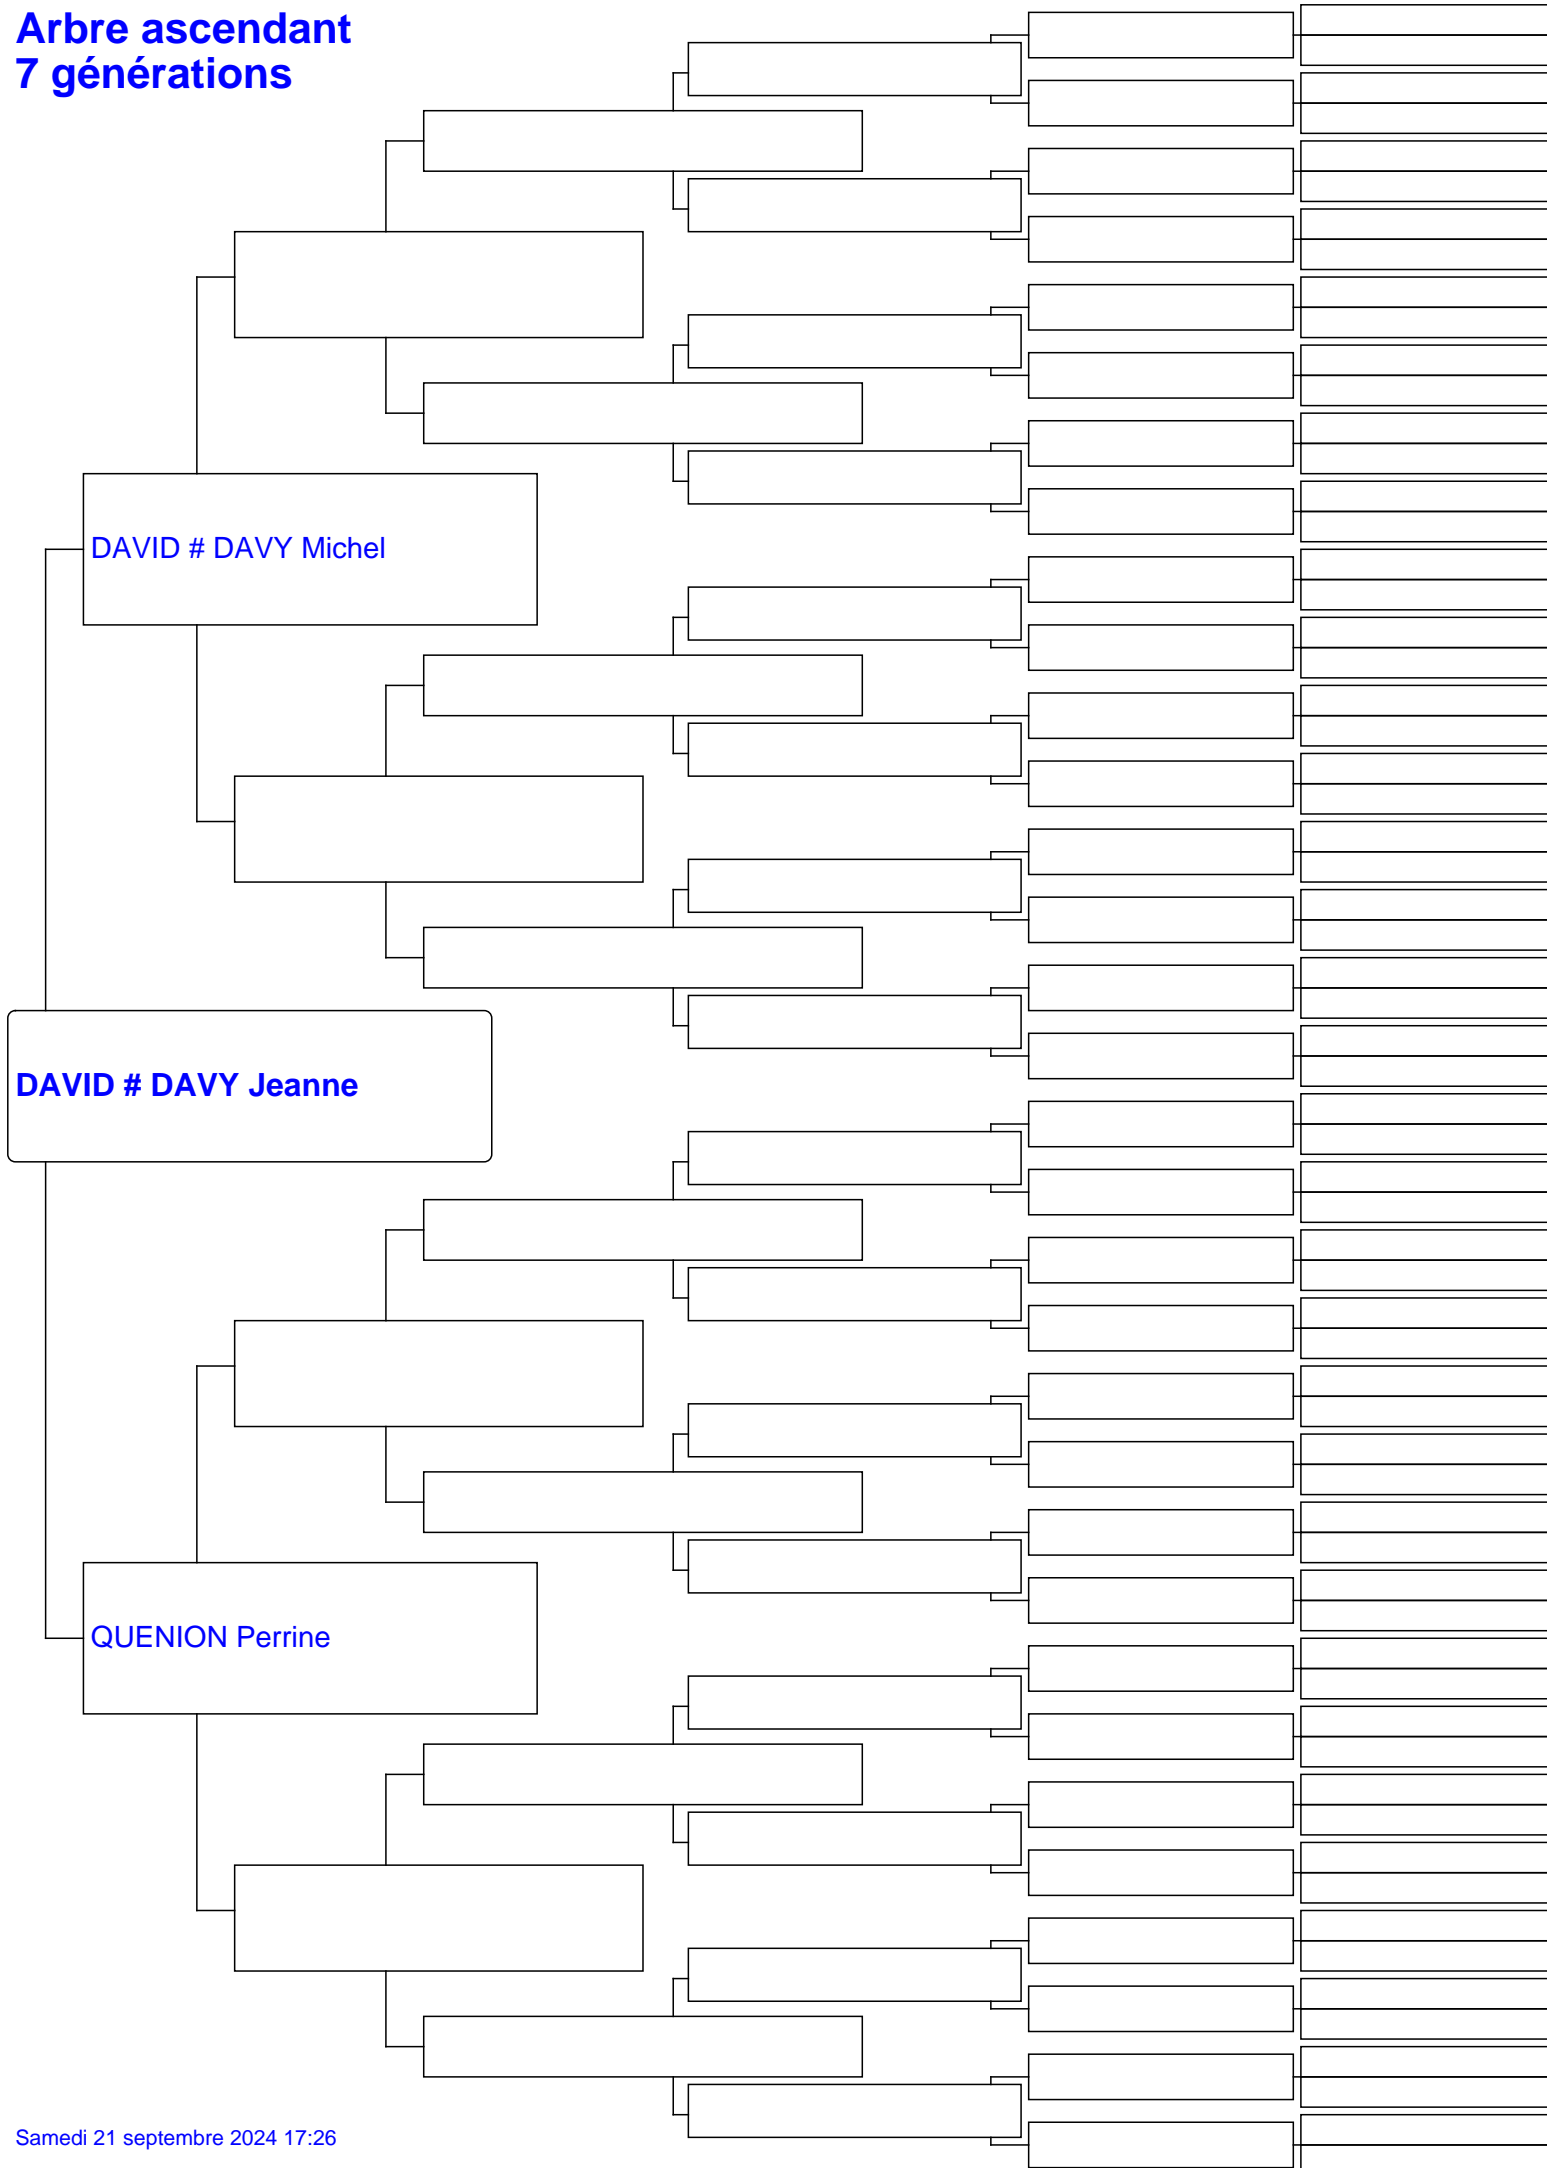 Arbre ascendant
7 générations
DAVID # DAVY Michel
DAVID # DAVY Jeanne
QUENION Perrine
Samedi 21 septembre 2024 17:26